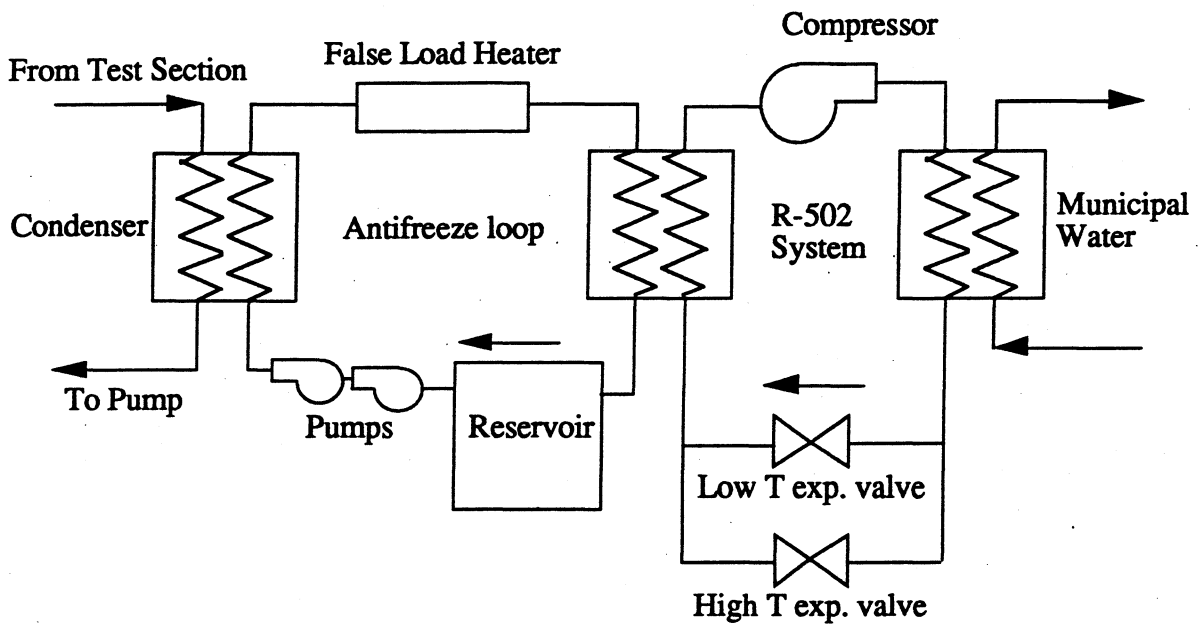 Compressor
False Load Heater
From Test Section
Condenser
Antifreeze loop
R-502
System
Municipal
Water
To Pump
Pumps
Reservoir
Low T exp. valve
High T exp. valve